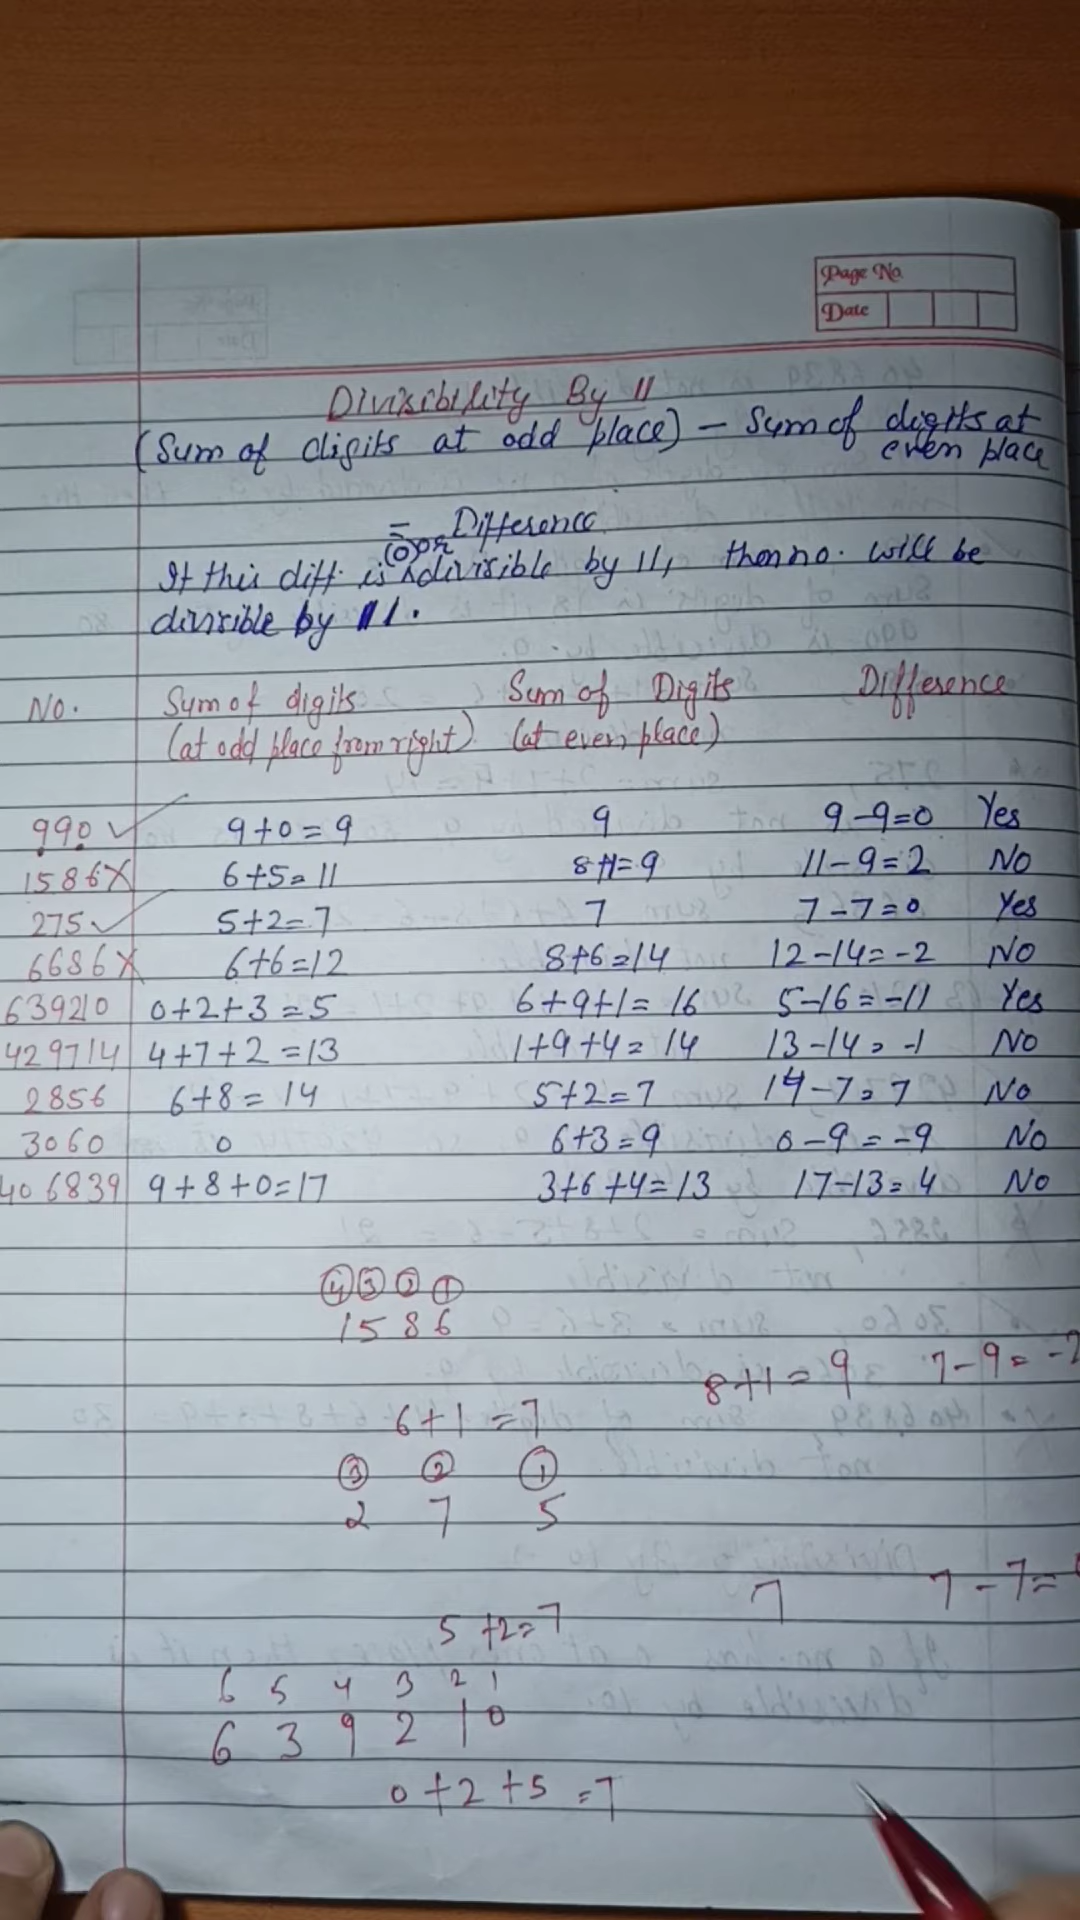 Page No.
Date
Divisibility By 11
(Sum of digits at odd place) - Sum of digits at
even place
= Difference
(0) or
If this diff. is ^ divisible by 11, then no. will be
divisible by 11.
No. Sum of digits Sum of Digits Difference
(at odd place from right) (at even place)
990 ✓ 9+0=9 9 9-9=0 Yes
1586 X 6+5=11 8+1=9 11-9=2 NO
275 ✓ 5+2=7 7 7-7=0 Yes
6686 X 6+6=12 8+6=14 12-14=-2 NO
639210 0+2+3=5 6+9+1=16 5-16=-11 Yes
429714 4+7+2=13 1+9+4=14 13-14=-1 NO
2856 6+8=14 5+2=7 14-7=7 NO
3060 0 6+3=9 0-9=-9 No
406839 9+8+0=17 3+6+4=13 17-13=4 No
④ ③ ② ①
1586
8+1=9 7-9=-2
6+1=7
③ ② ①
2 7 5
7 7-7=
5+2=7
6 5 4 3 2 1
6 3 9 2 1 0
0+2+5=7